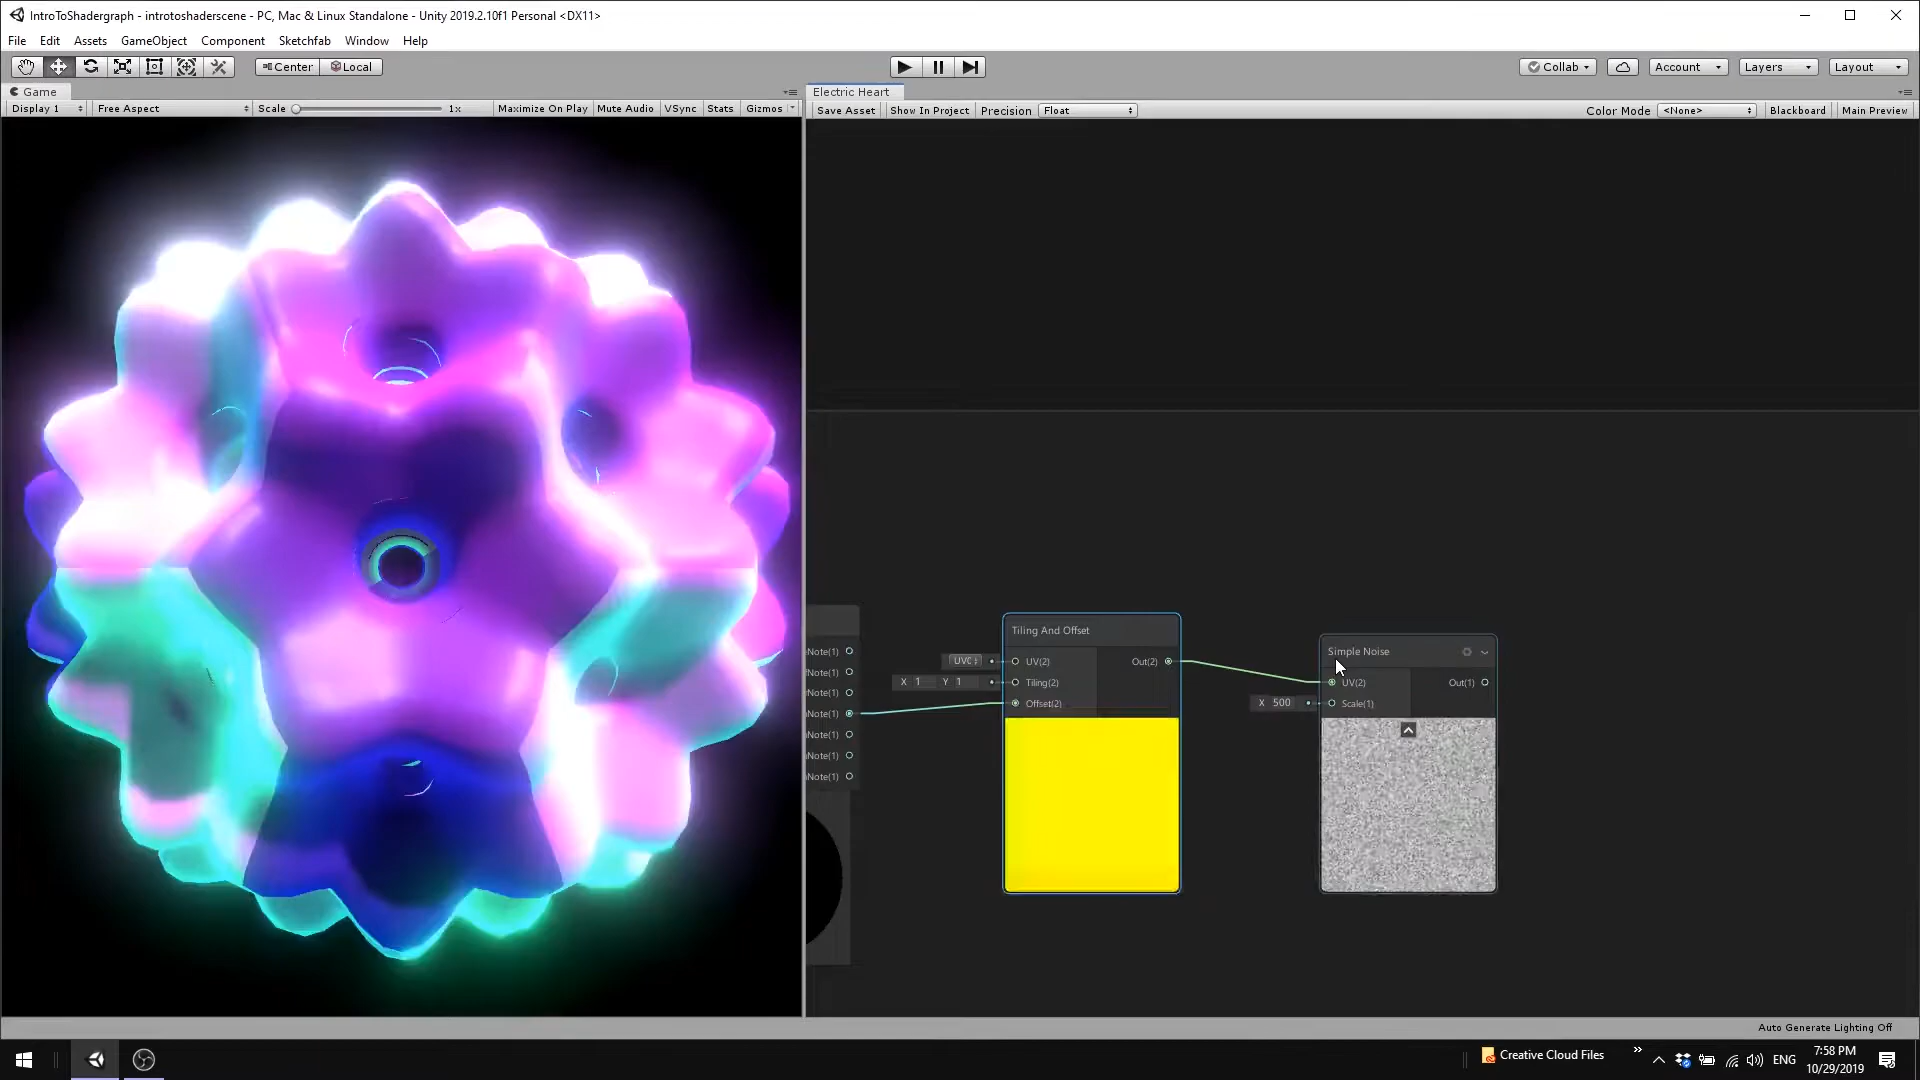 IntroToShadergraph - introtoshaderscene - PC, Mac & Linux Standalone - Unity 2019.2.10f1 Personal <DX11>
File Edit Assets GameObject Component Sketchfab Window Help
Center Local Collab Account Layers Layout
Game Electric Heart
Display 1 Free Aspect Scale 1x Maximize On Play Mute Audio VSync Stats Gizmos Save Asset Show In Project Precision Float Color Mode <None> Blackboard Main Preview
Tiling And Offset
Simple Noise
Note(1)
UV0 UV(2) Out(2)
Note(1)
X 1 Y 1 Tiling(2)
UV(2) Out(1)
Note(1)
Offset(2)
X 500 Scale(1)
Note(1)
Note(1)
Note(1)
Auto Generate Lighting Off
Creative Cloud Files
ENG
7:58 PM
10/29/2019